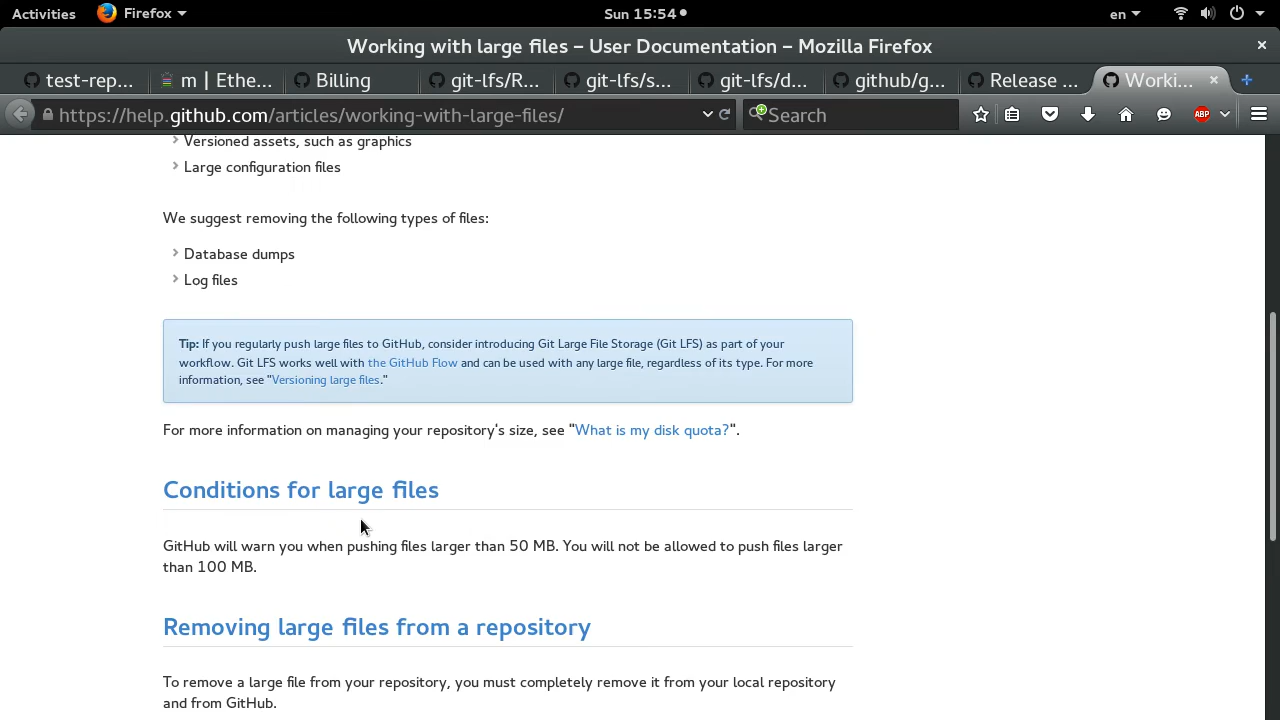 Activities Firefox Sun 15:54 en
Working with large files – User Documentation – Mozilla Firefox
test-rep... m | Ethe... Billing git-lfs/R... git-lfs/s... git-lfs/d... github/g... Release ... Worki...
https://help.github.com/articles/working-with-large-files/ Search ABP
Versioned assets, such as graphics
Large configuration files
We suggest removing the following types of files:
Database dumps
Log files
Tip: If you regularly push large files to GitHub, consider introducing Git Large File Storage (Git LFS) as part of your
workflow. Git LFS works well with the GitHub Flow and can be used with any large file, regardless of its type. For more
information, see "Versioning large files."
For more information on managing your repository's size, see "What is my disk quota?".
Conditions for large files
GitHub will warn you when pushing files larger than 50 MB. You will not be allowed to push files larger
than 100 MB.
Removing large files from a repository
To remove a large file from your repository, you must completely remove it from your local repository
and from GitHub.